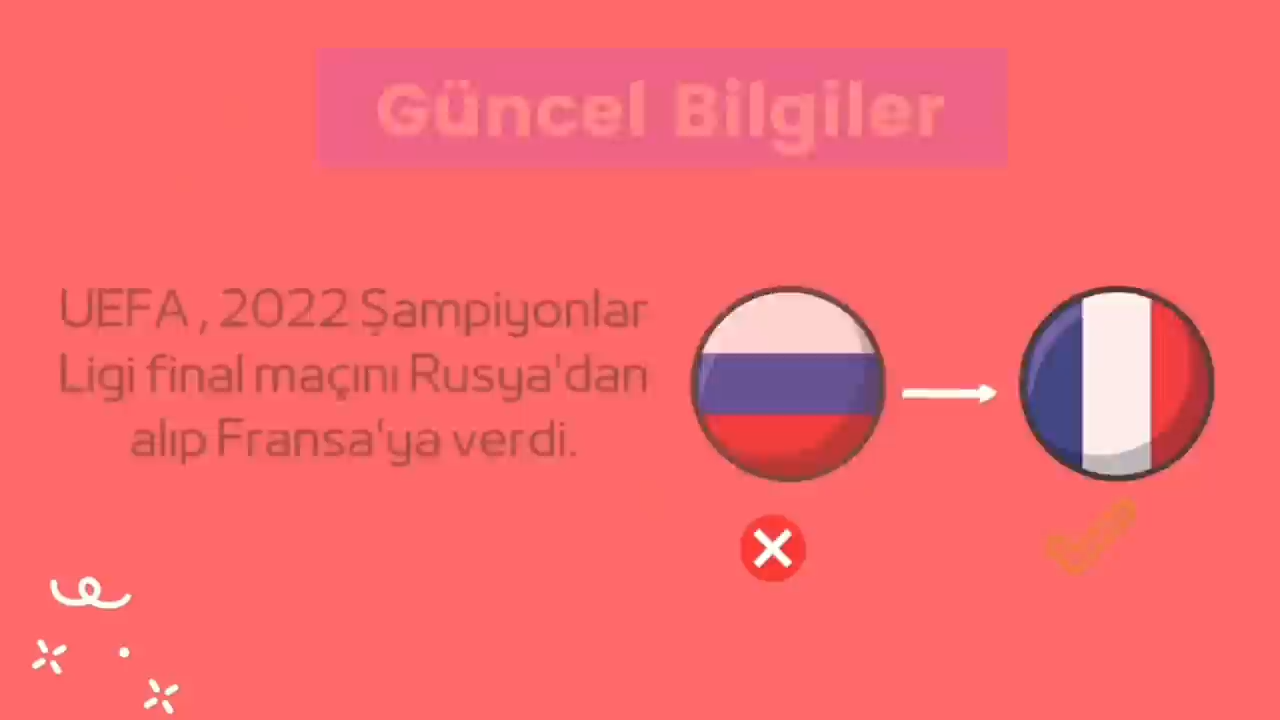 Güncel Bilgiler
UEFA , 2022 Şampiyonlar
Ligi final maçını Rusya'dan
alıp Fransa'ya verdi.